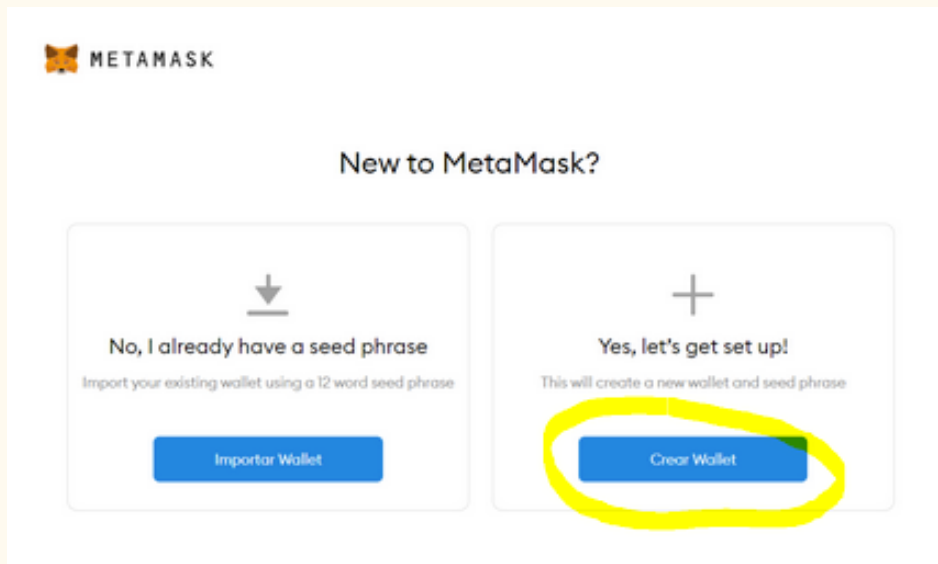 METAMASK
New to MetaMask?
No, I already have a seed phrase
Import your existing wallet using a 12 word seed phrase
Importar Wallet
Yes, let's get set up!
This will create a new wallet and seed phrase
Crear Wallet